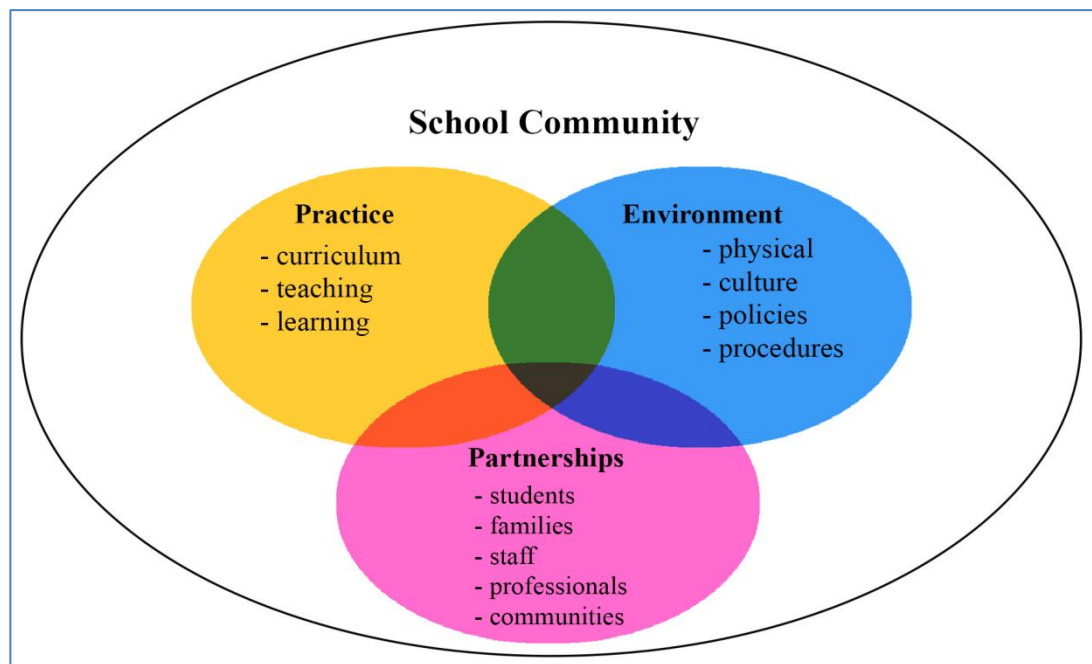 School Community
Practice
- curriculum
- teaching
- learning
Environment
- physical
- culture
- policies
- procedures
Partnerships
- students
- families
- staff
- professionals
- communities